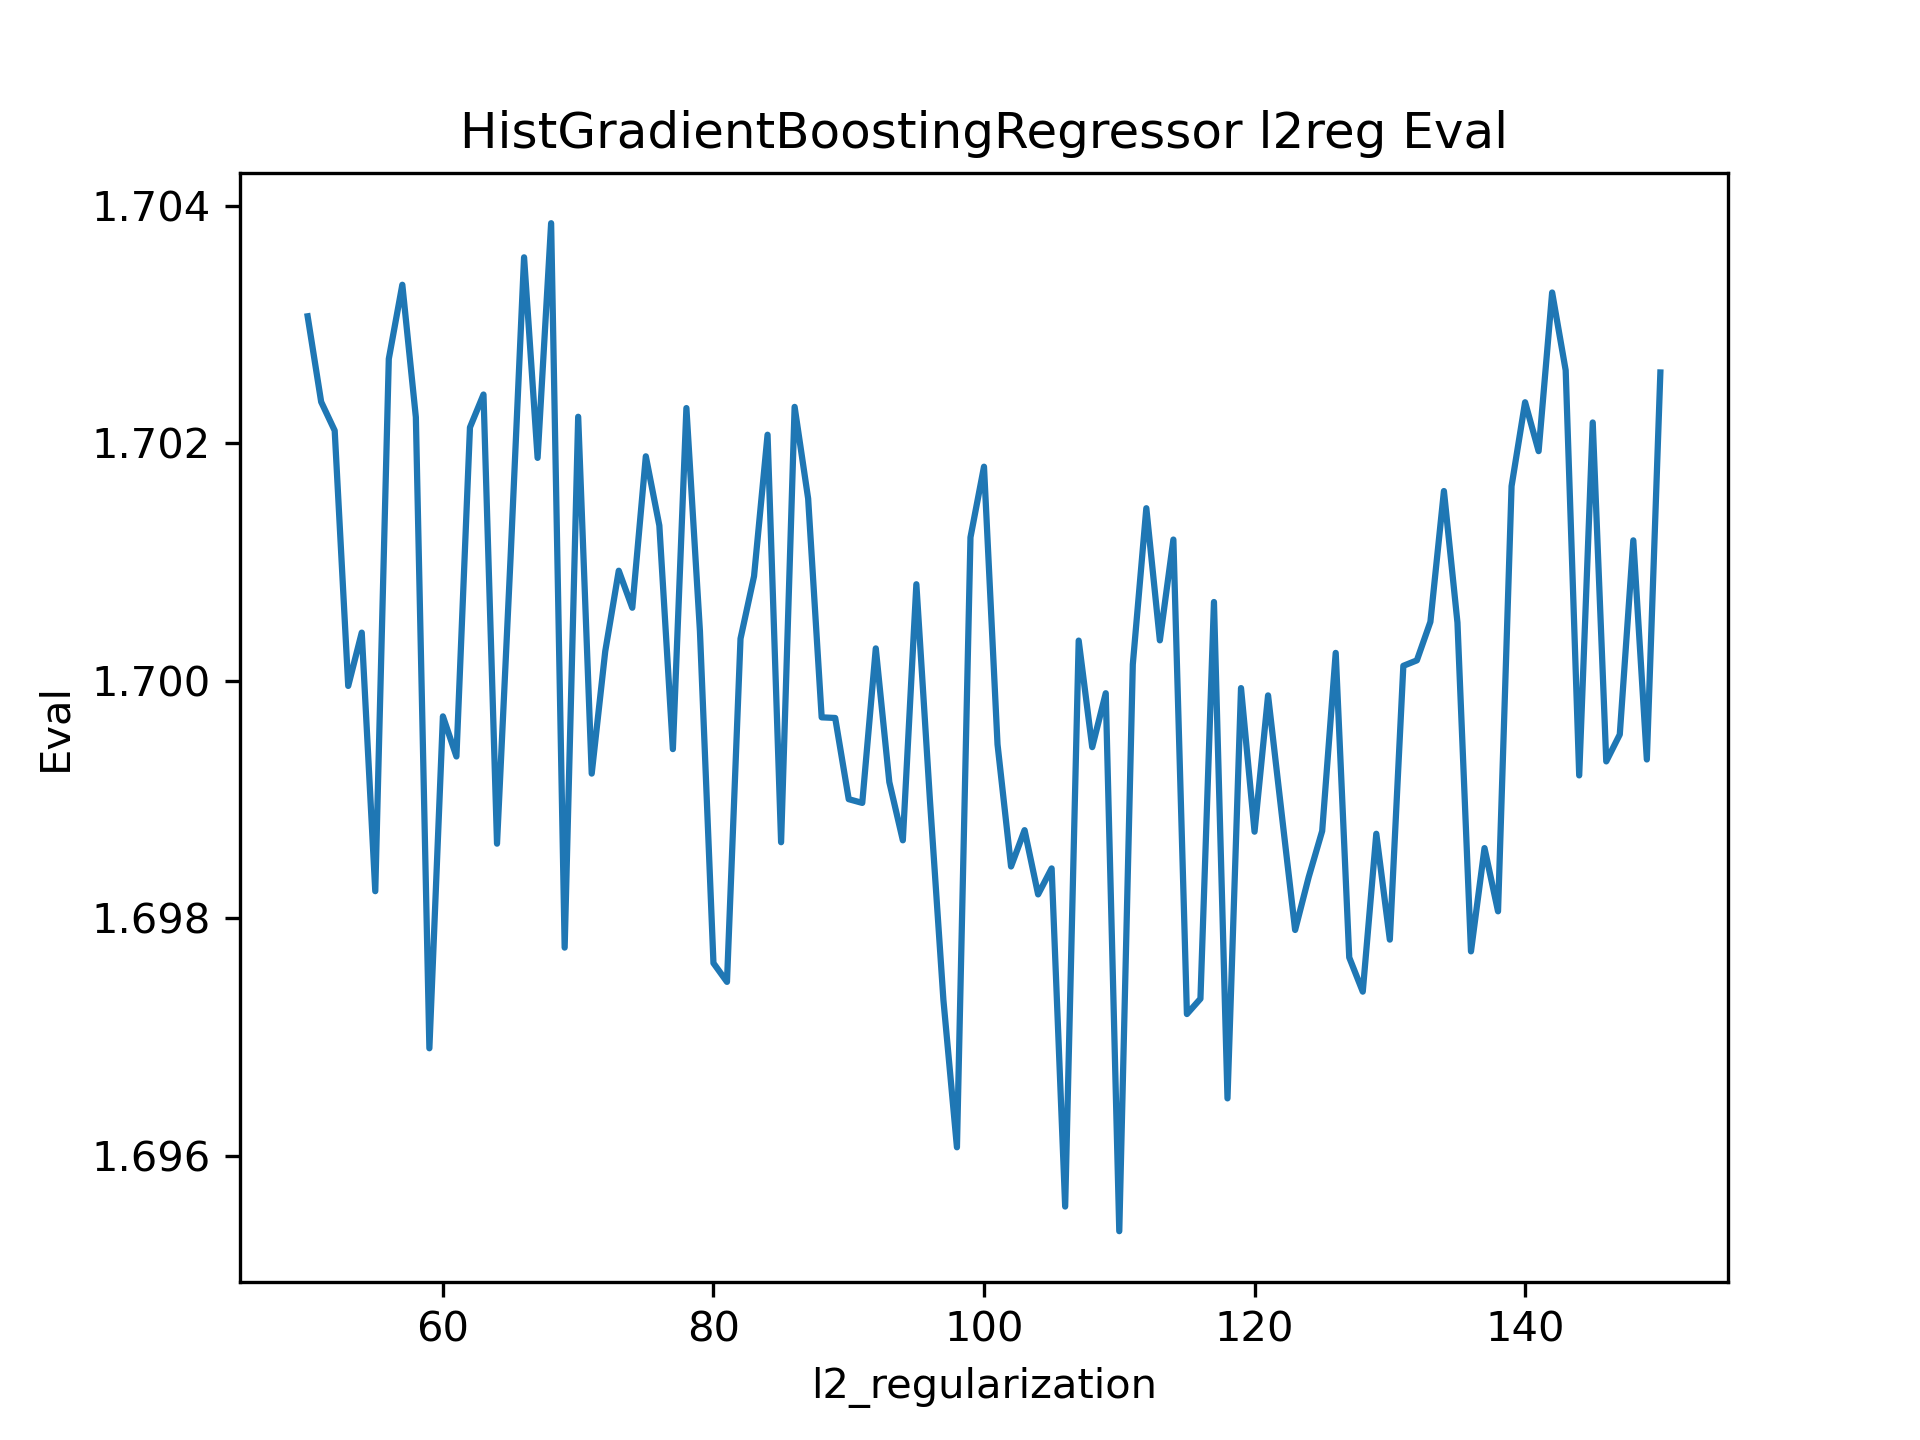 HistGradientBoostingRegressor l2reg Eval
1.704
1.702
1.700
1.698
1.696
Eval
60 80 100 120 140
l2_regularization